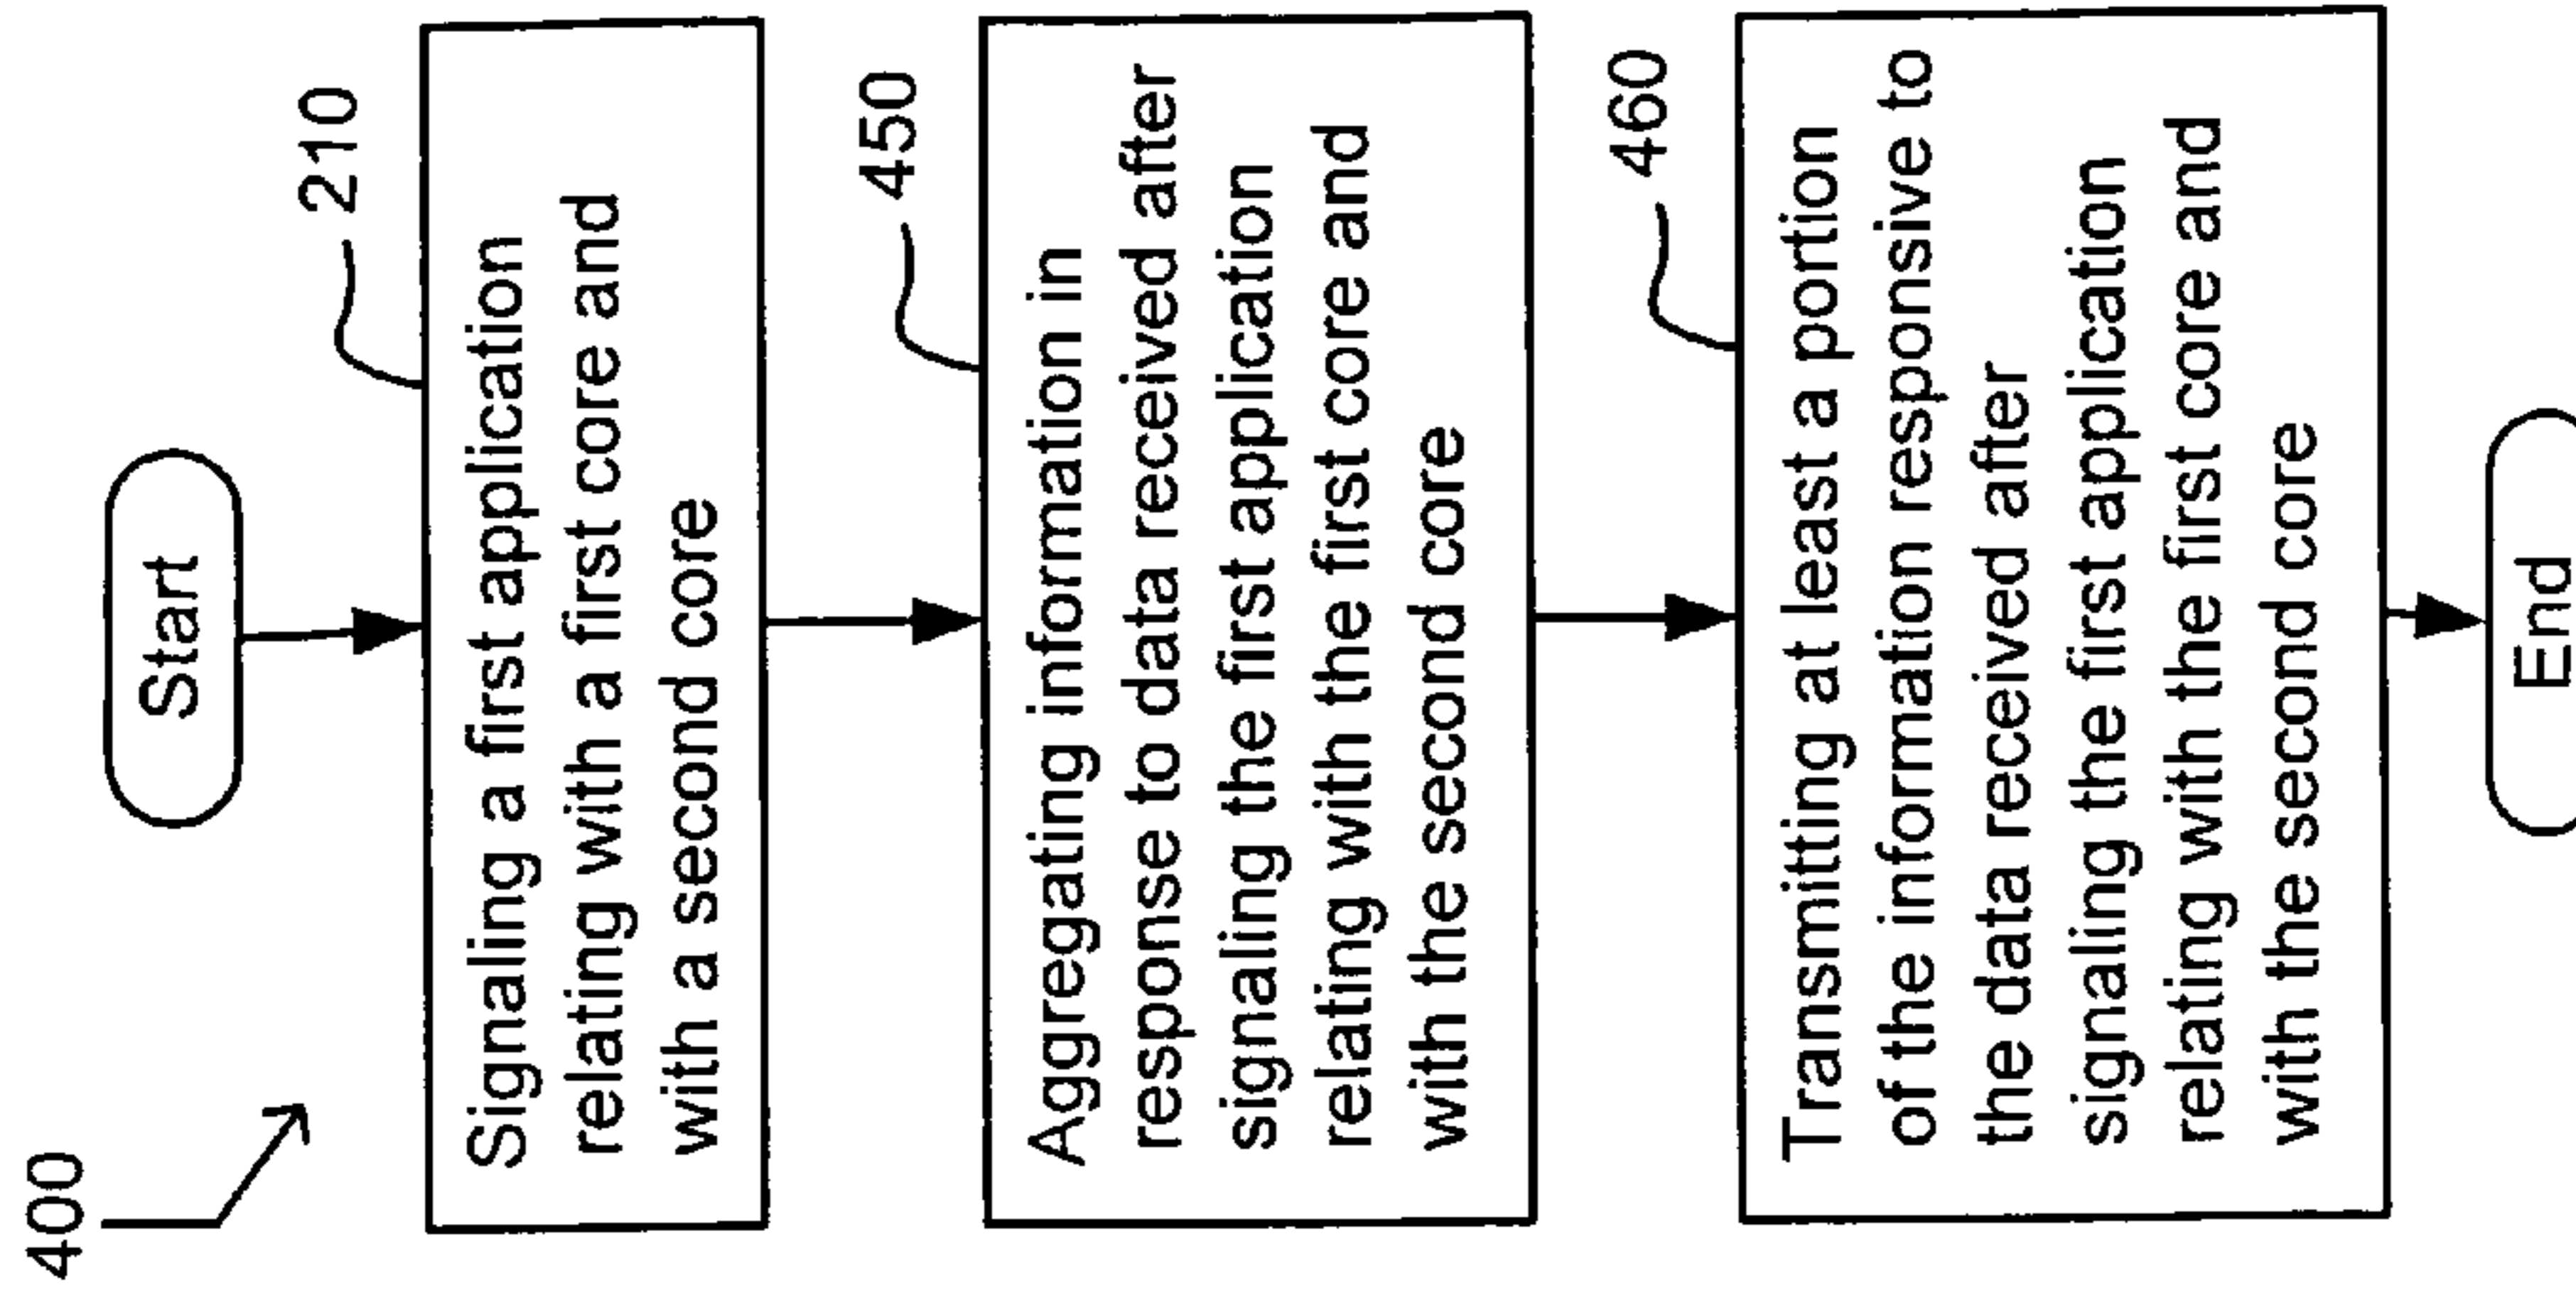 400
Start
210
Signaling a first application
relating with a first core and
with a second core
450
Aggregating information in
response to data received after
signaling the first application
relating with the first core and
with the second core
460
Transmitting at least a portion
of the information responsive to
the data received after
signaling the first application
relating with the first core and
with the second core
End